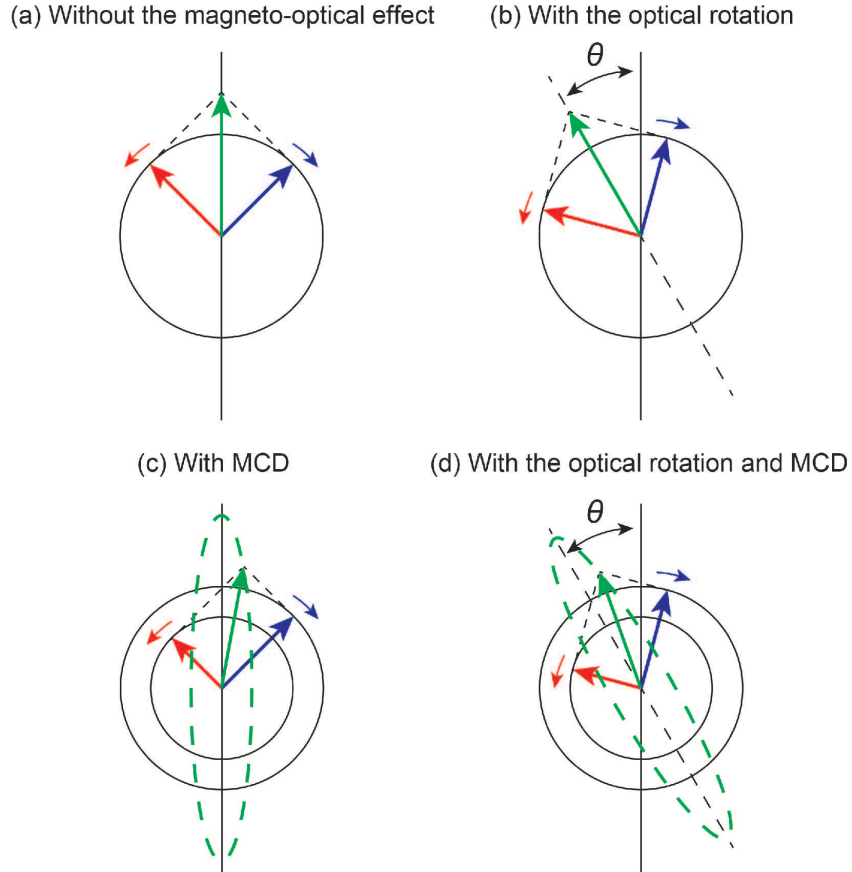 (a) Without the magneto-optical effect
(b) With the optical rotation
θ
(c) With MCD
(d) With the optical rotation and MCD
θ